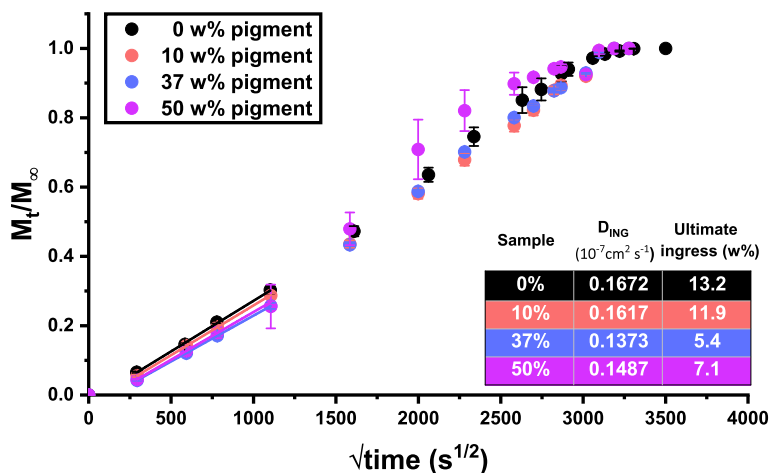 0 w% pigment
10 w% pigment
37 w% pigment
50 w% pigment
1.0
0.8
0.6
0.4
0.2
0.0
Mt/M∞
0 500 1000 1500 2000 2500 3000 3500 4000
√time (s1/2)
Sample DING (10-7cm2 s-1) Ultimate ingress (w%)
0% 0.1672 13.2
10% 0.1617 11.9
37% 0.1373 5.4
50% 0.1487 7.1